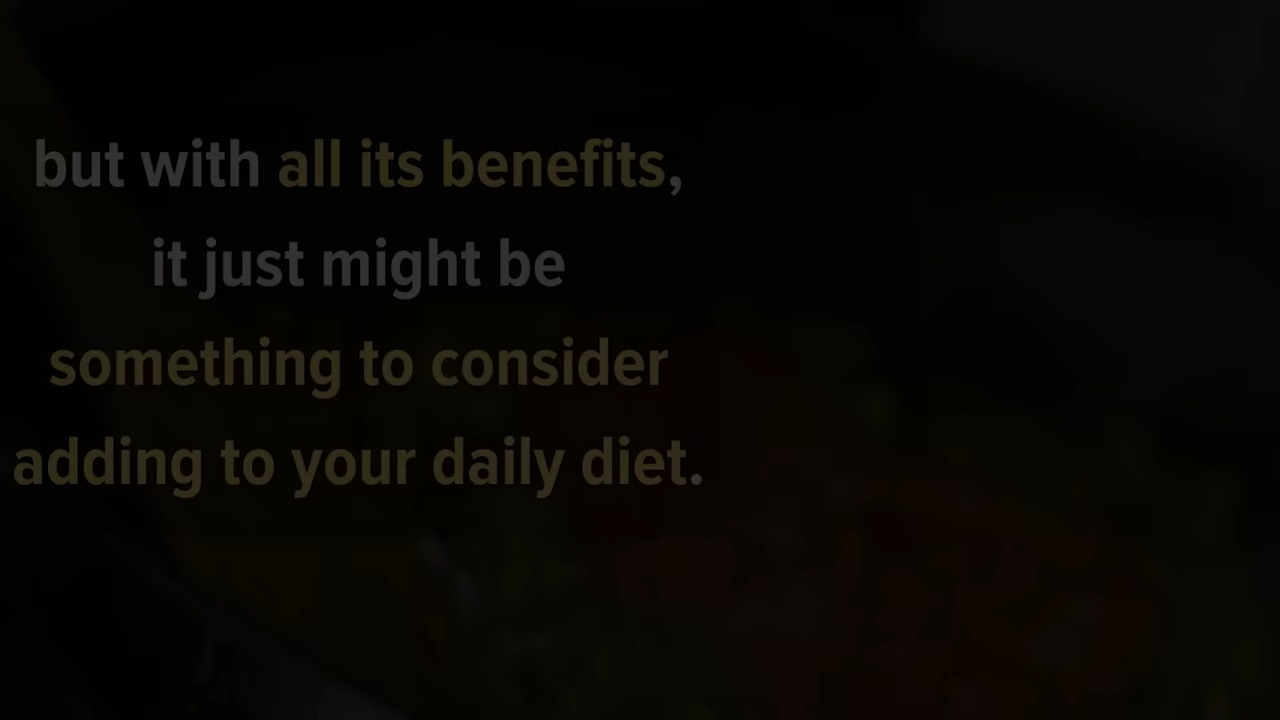 but with all its benefits,
it just might be
something to consider
adding to your daily diet.